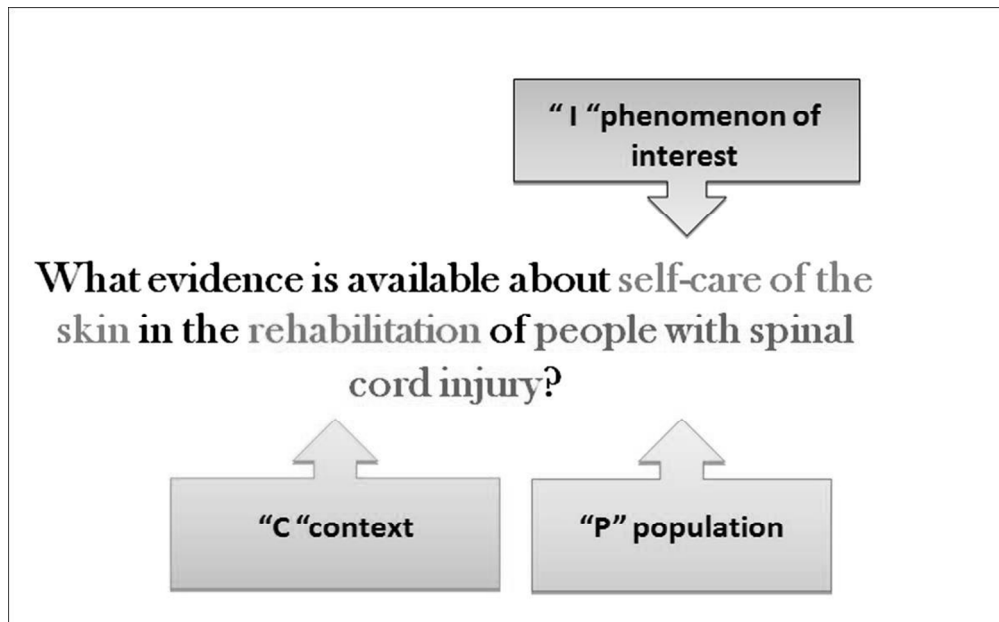 “ I “phenomenon of
interest
What evidence is available about self-care of the
skin in the rehabilitation of people with spinal
cord injury?
“C “context
“P” population